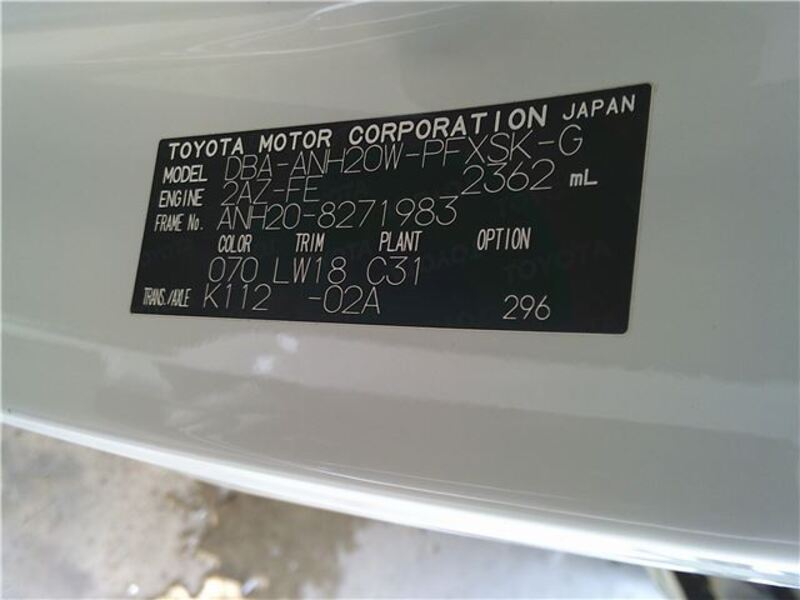 TOYOTA MOTOR CORPORATION JAPAN
MODEL DBA-ANH20W-PFXSK-G
ENGINE 2AZ-FE 2362 mL
FRAME No. ANH20-8271983
COLOR TRIM PLANT OPTION
070 LW18 C31
TRANS./AXLE K112 -02A 296